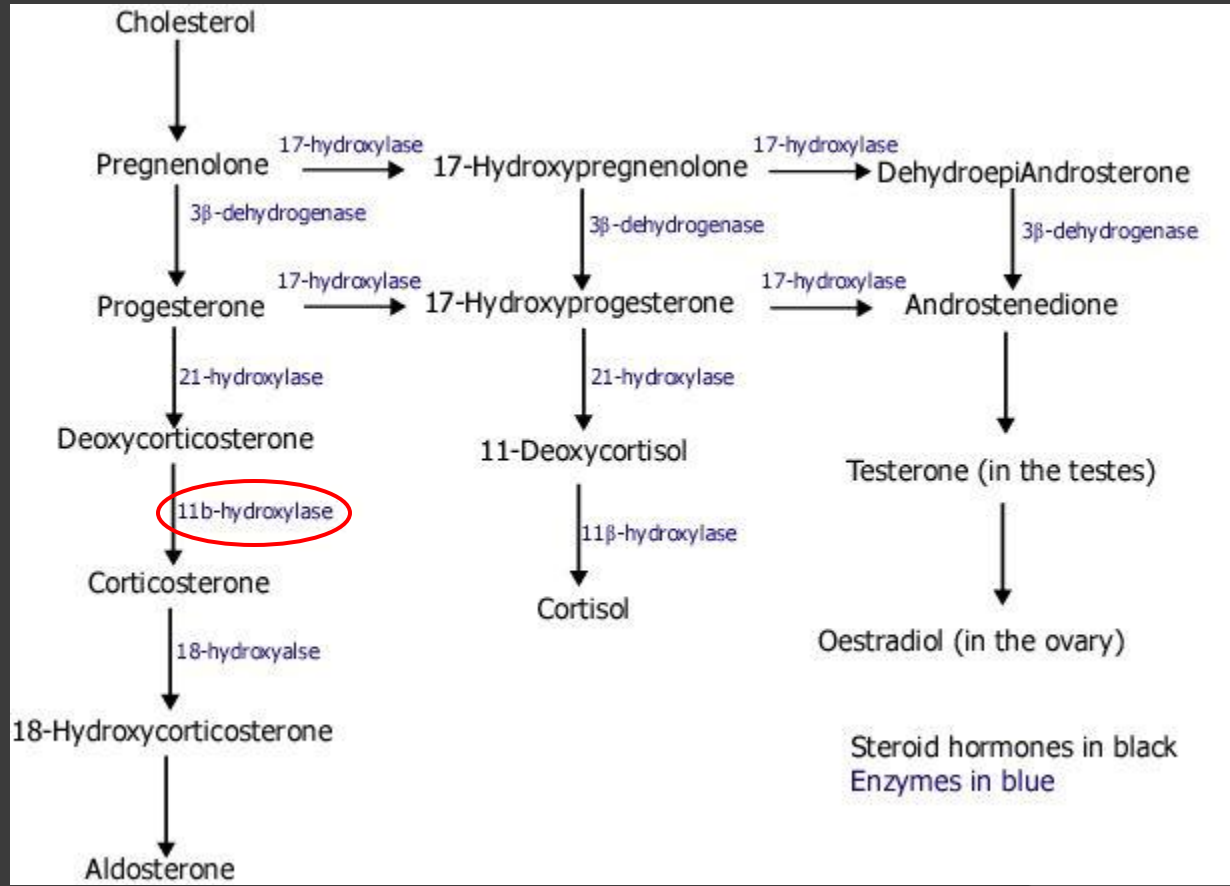 Cholesterol
17-hydroxylase
17-hydroxylase
Pregnenolone
17-Hydroxypregnenolone
DehydroepiAndrosterone
3β-dehydrogenase
3β-dehydrogenase
3β-dehydrogenase
17-hydroxylase
17-hydroxylase
Progesterone
17-Hydroxyprogesterone
Androstenedione
21-hydroxylase
21-hydroxylase
Deoxycorticosterone
11-Deoxycortisol
Testerone (in the testes)
11b-hydroxylase
11β-hydroxylase
Corticosterone
Cortisol
18-hydroxyalse
Oestradiol (in the ovary)
18-Hydroxycorticosterone
Steroid hormones in black
Enzymes in blue
Aldosterone